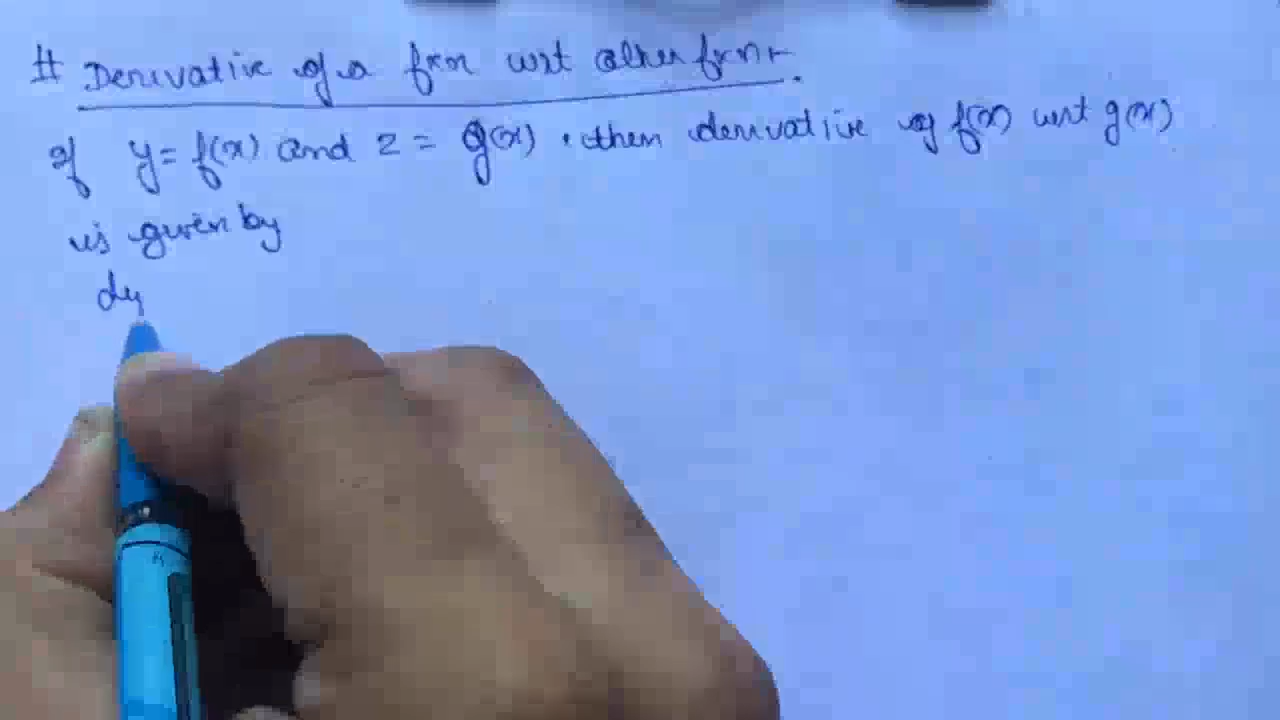 # Derivative of a fxn wrt other fxn.
If y = f(x) and z = g(x), then derivative of f(x) wrt g(x)
is given by
dy